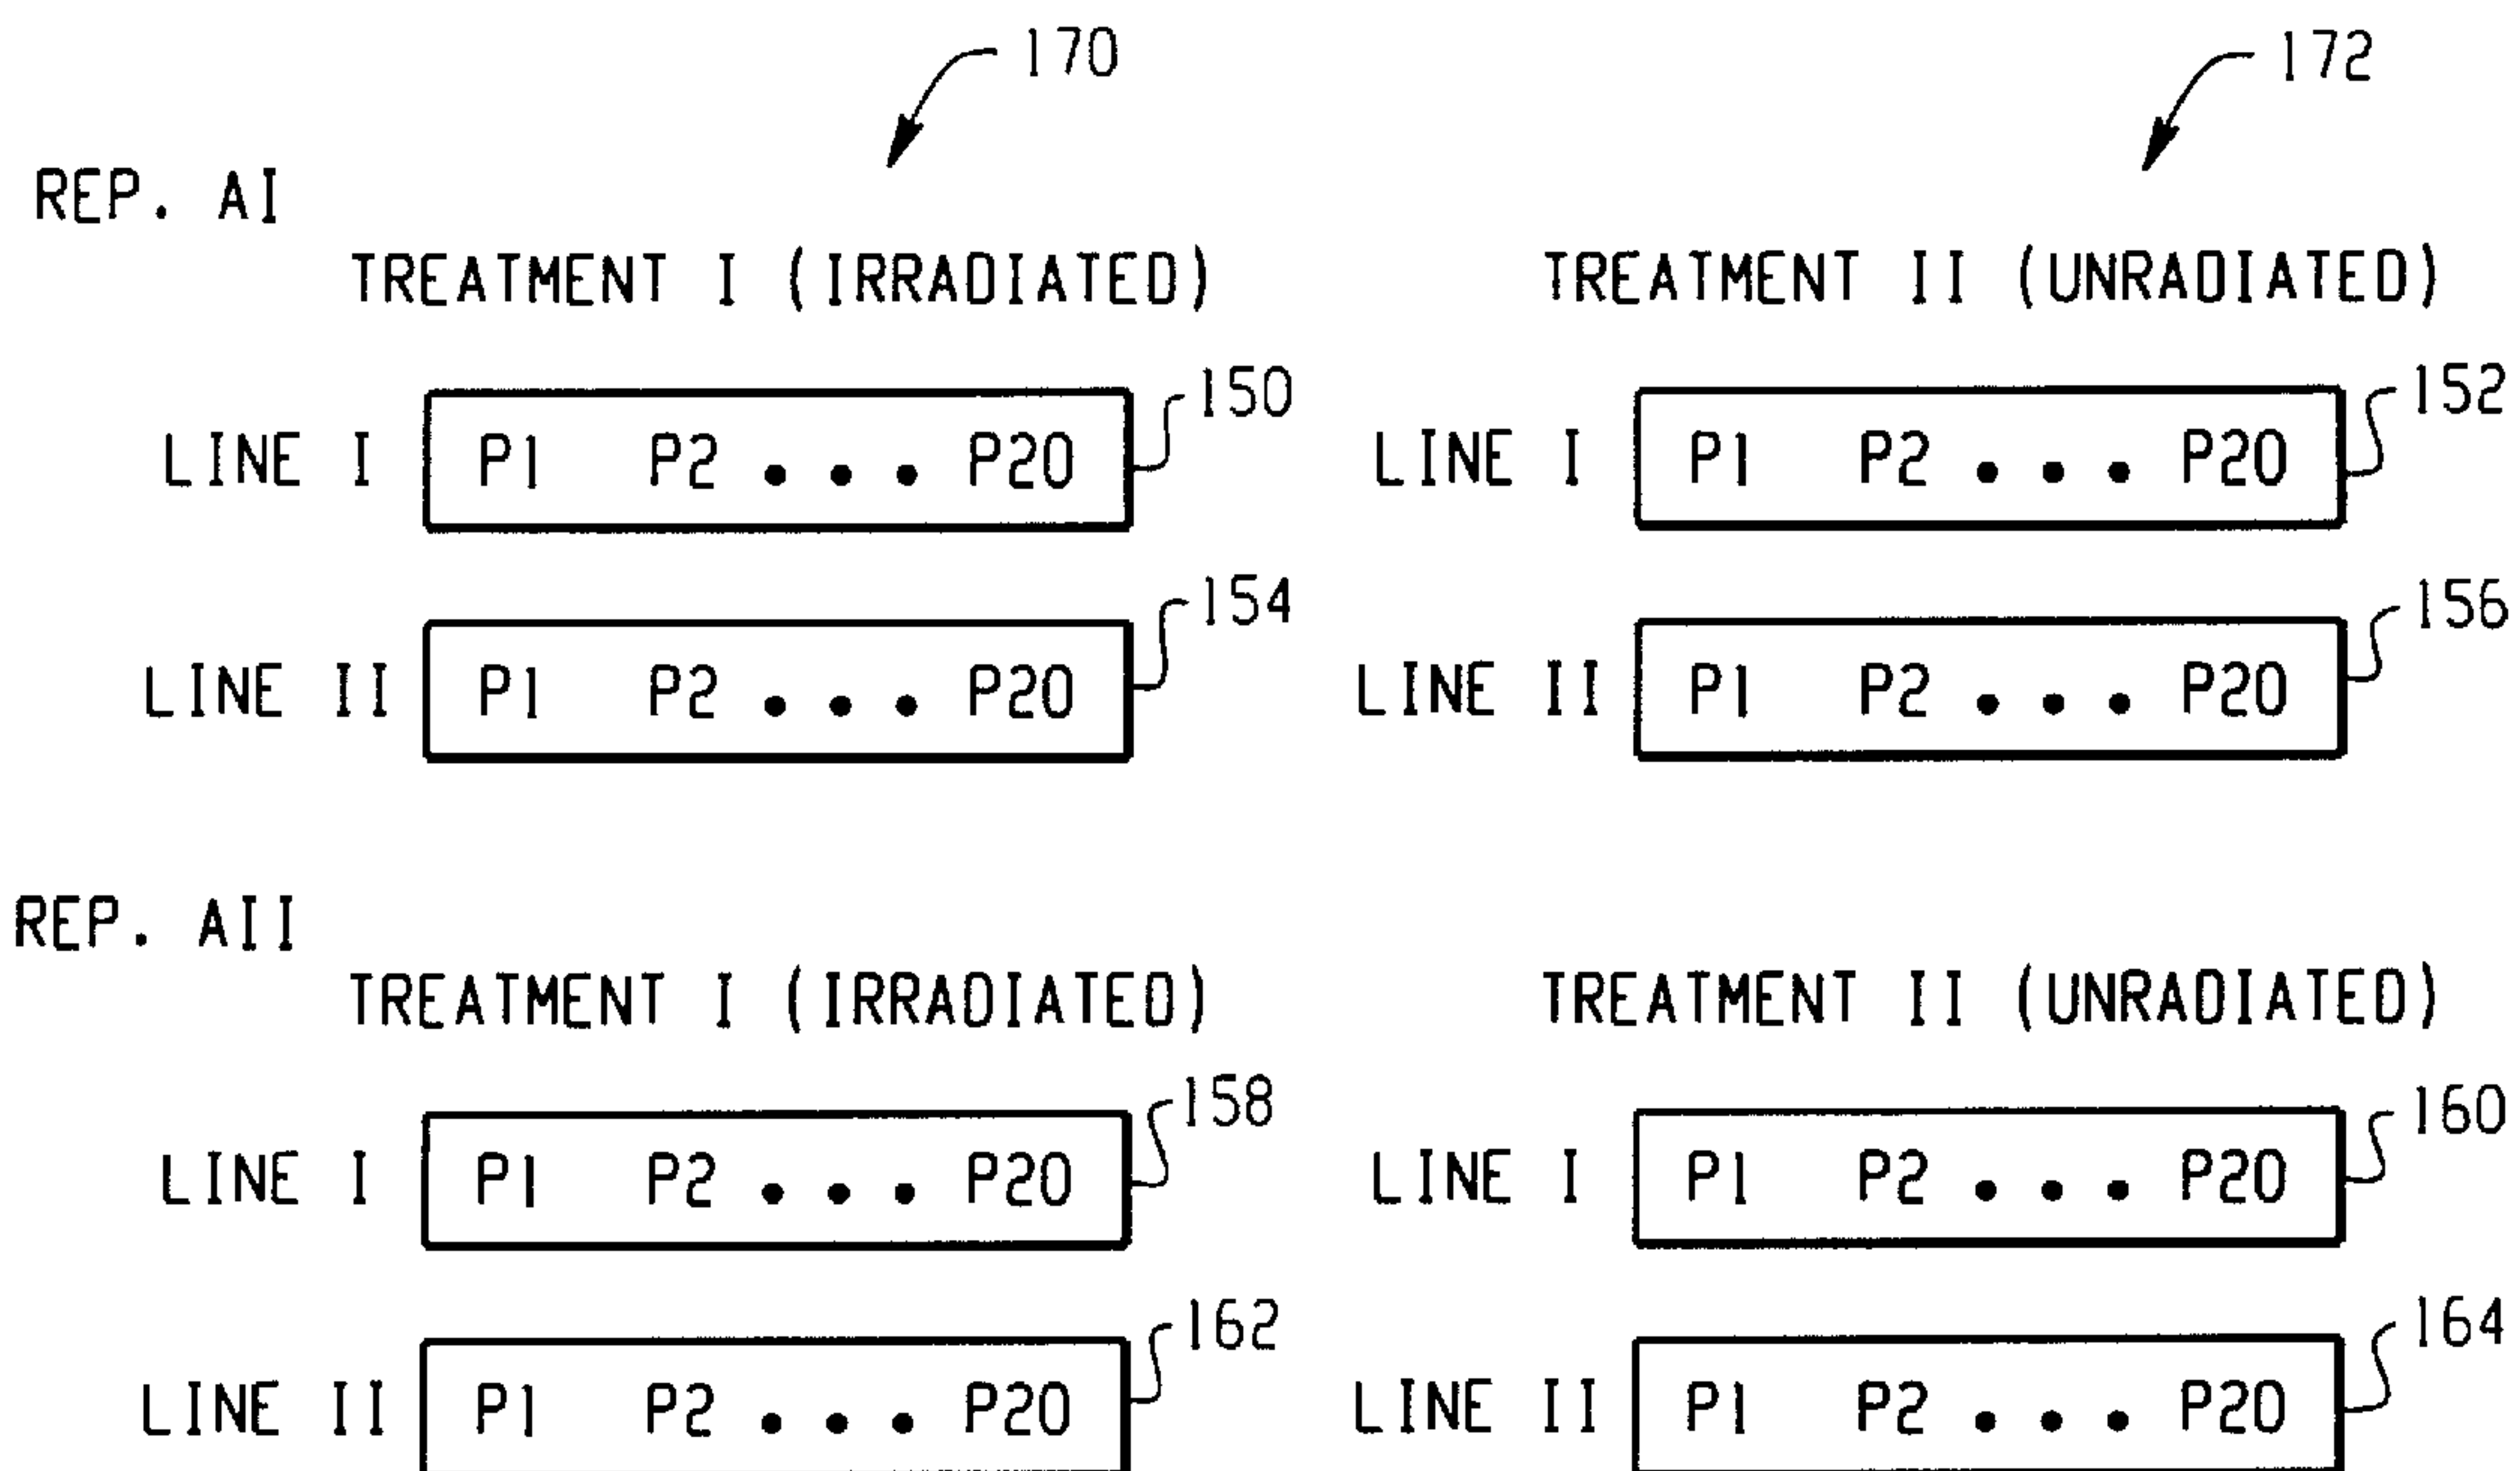 170 172
REP. AI
TREATMENT I (IRRADIATED) TREATMENT II (UNRADIATED)
150 152
LINE I P1 P2 ... P20 LINE I P1 P2 ... P20
154 156
LINE II P1 P2 ... P20 LINE II P1 P2 ... P20
REP. AII
TREATMENT I (IRRADIATED) TREATMENT II (UNRADIATED)
158 160
LINE I P1 P2 ... P20 LINE I P1 P2 ... P20
162 164
LINE II P1 P2 ... P20 LINE II P1 P2 ... P20